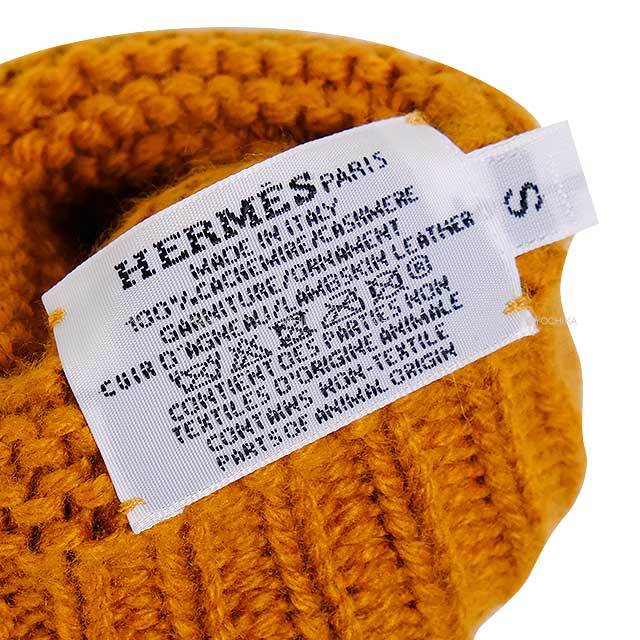 HERMÈS PARIS
MADE IN ITALY
100% CACHEMIRE/CASHMERE
GARNITURE/ORNAMENT
CUIR D'AGNEAU/LAMBSKIN LEATHER
CONTIENT DES PARTIES NON
TEXTILES D'ORIGINE ANIMALE
CONTAINS NON-TEXTILE
PARTS OF ANIMAL ORIGIN
S